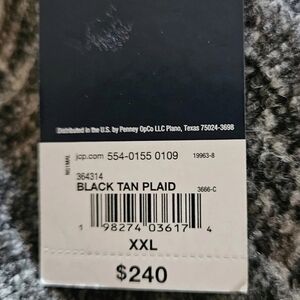 Distributed in the U.S. by Penney OpCo LLC Plano, Texas 75024-3698
jcp.com 554-0155 0109 19963-8
364314
BLACK TAN PLAID 3666-C
1 98274 03617 4
XXL
$240